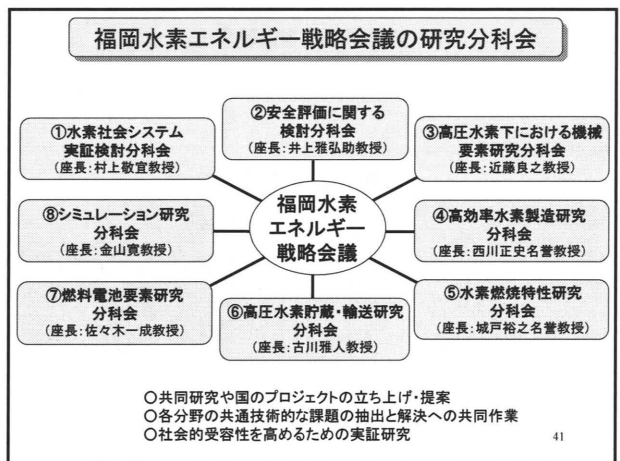 福岡水素エネルギー戦略会議の研究分科会
①水素社会システム
実証検討分科会
(座長:村上敬宜教授)
②安全評価に関する
検討分科会
(座長:井上雅弘助教授)
③高圧水素下における機械
要素研究分科会
(座長:近藤良之教授)
福岡水素
エネルギー
戦略会議
④高効率水素製造研究
分科会
(座長:西川正史名誉教授)
⑤水素燃焼特性研究
分科会
(座長:城戸裕之名誉教授)
⑥高圧水素貯蔵・輸送研究
分科会
(座長:古川雅人教授)
⑦燃料電池要素研究
分科会
(座長:佐々木一成教授)
⑧シミュレーション研究
分科会
(座長:金山寛教授)
○共同研究や国のプロジェクトの立ち上げ・提案
○各分野の共通技術的な課題の抽出と解決への共同作業
○社会的受容性を高めるための実証研究
41